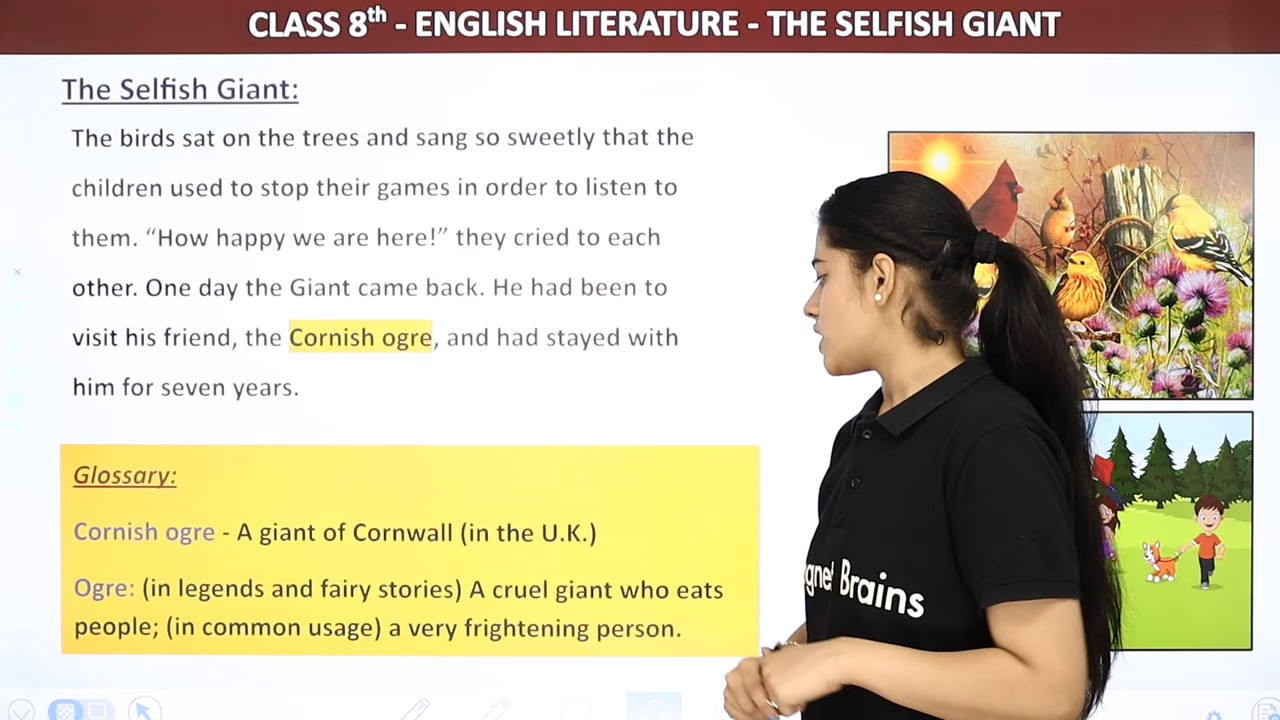 CLASS 8th - ENGLISH LITERATURE - THE SELFISH GIANT
The Selfish Giant:
The birds sat on the trees and sang so sweetly that the
children used to stop their games in order to listen to
them. “How happy we are here!” they cried to each
other. One day the Giant came back. He had been to
visit his friend, the Cornish ogre, and had stayed with
him for seven years.
Glossary:
Cornish ogre - A giant of Cornwall (in the U.K.)
Ogre: (in legends and fairy stories) A cruel giant who eats
people; (in common usage) a very frightening person.
Brains